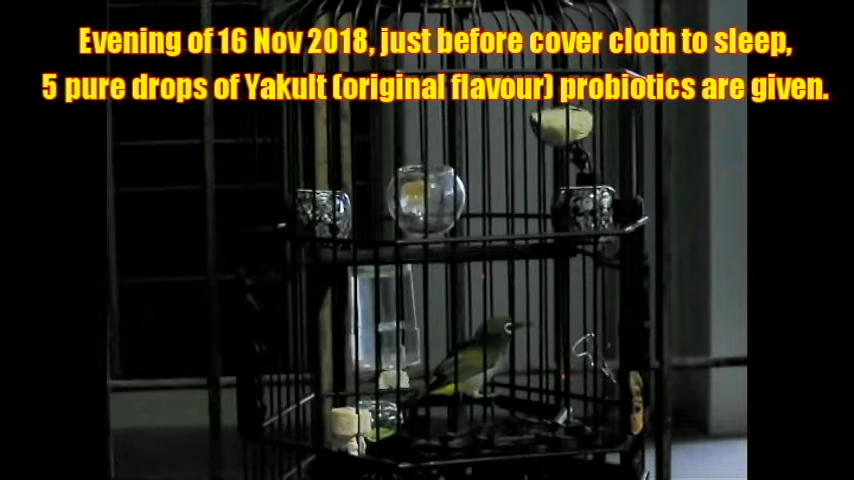 Evening of 16 Nov 2018, just before cover cloth to sleep,
5 pure drops of Yakult (original flavour) probiotics are given.